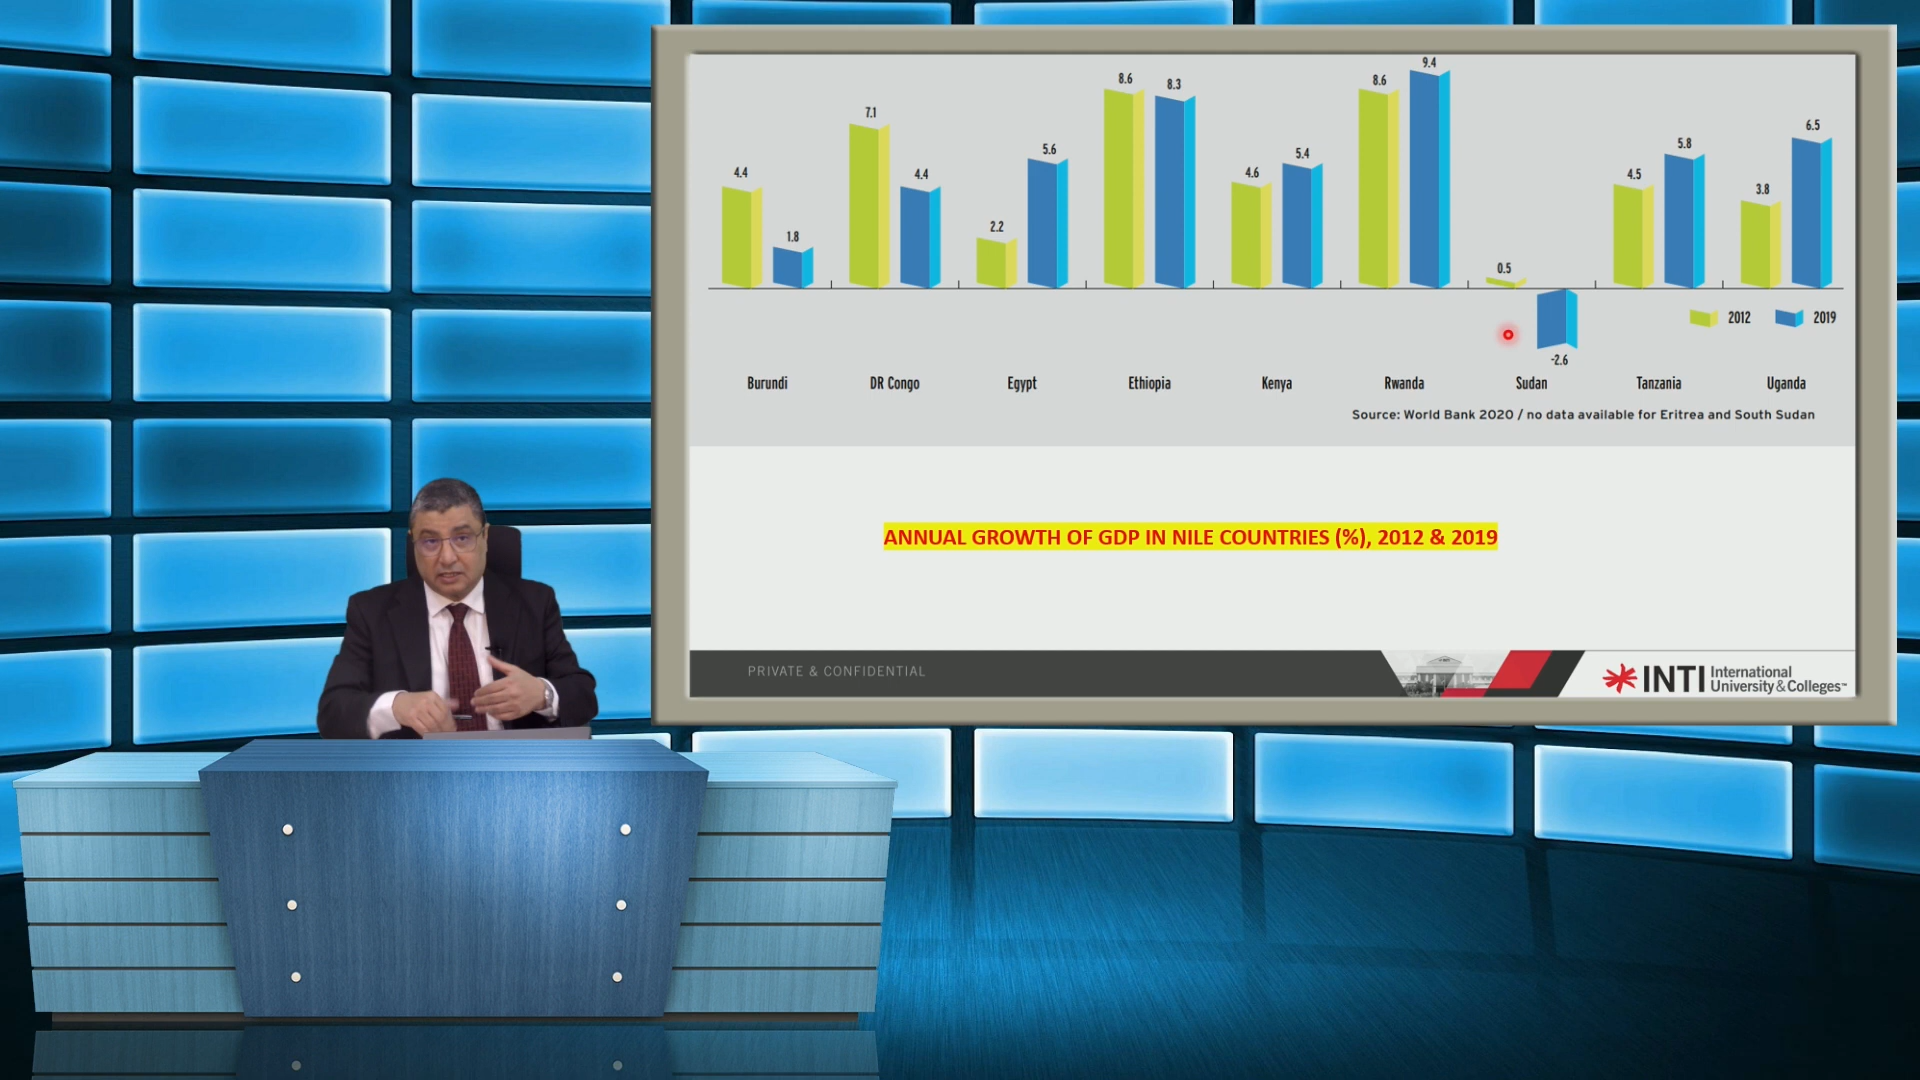 9.4
8.6
8.3
8.6
7.1
6.5
5.6
5.4
5.8
4.4
4.4
4.6
4.5
3.8
1.8
2.2
0.5
2012
2019
-2.6
Burundi
DR Congo
Egypt
Ethiopia
Kenya
Rwanda
Sudan
Tanzania
Uganda
Source: World Bank 2020 / no data available for Eritrea and South Sudan
ANNUAL GROWTH OF GDP IN NILE COUNTRIES (%), 2012 & 2019
PRIVATE & CONFIDENTIAL
INTI International
University & Colleges™